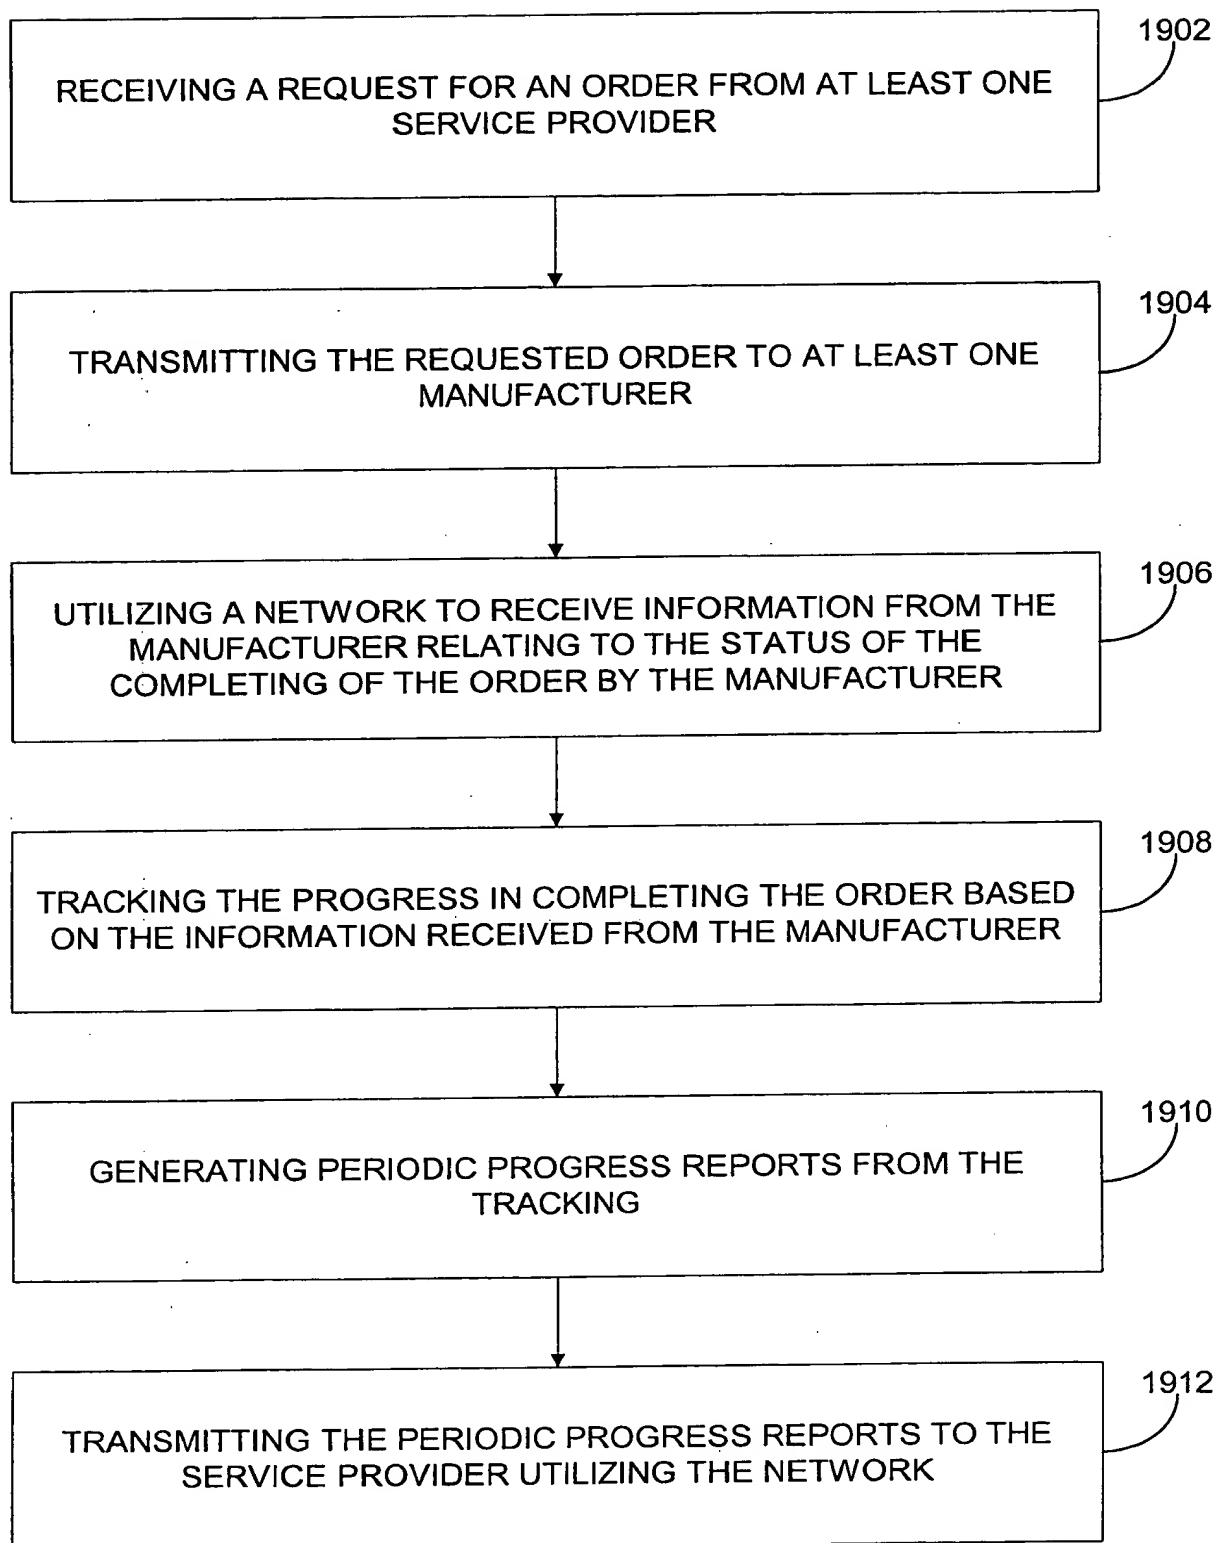 1902
RECEIVING A REQUEST FOR AN ORDER FROM AT LEAST ONE
SERVICE PROVIDER
1904
TRANSMITTING THE REQUESTED ORDER TO AT LEAST ONE
MANUFACTURER
1906
UTILIZING A NETWORK TO RECEIVE INFORMATION FROM THE
MANUFACTURER RELATING TO THE STATUS OF THE
COMPLETING OF THE ORDER BY THE MANUFACTURER
1908
TRACKING THE PROGRESS IN COMPLETING THE ORDER BASED
ON THE INFORMATION RECEIVED FROM THE MANUFACTURER
1910
GENERATING PERIODIC PROGRESS REPORTS FROM THE
TRACKING
1912
TRANSMITTING THE PERIODIC PROGRESS REPORTS TO THE
SERVICE PROVIDER UTILIZING THE NETWORK